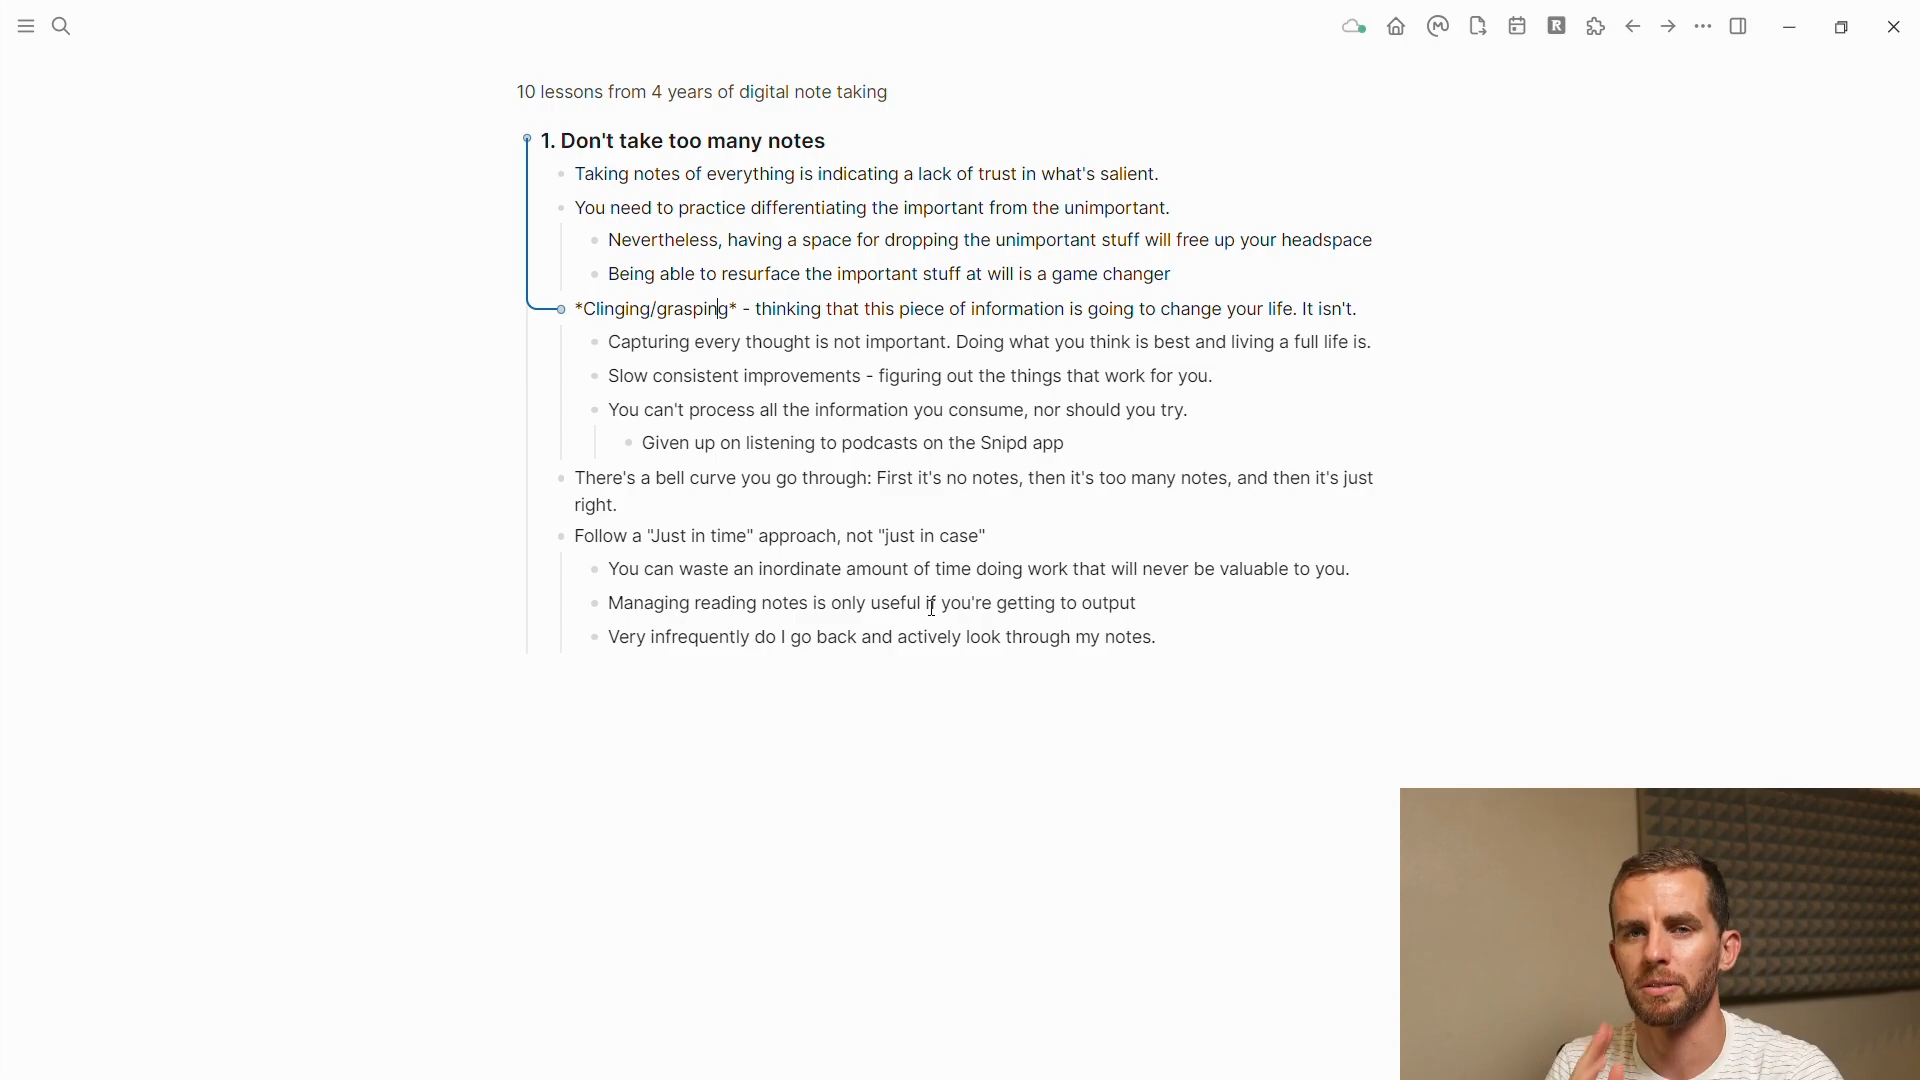 10 lessons from 4 years of digital note taking
1. Don't take too many notes
Taking notes of everything is indicating a lack of trust in what's salient.
You need to practice differentiating the important from the unimportant.
Nevertheless, having a space for dropping the unimportant stuff will free up your headspace
Being able to resurface the important stuff at will is a game changer
*Clinging/grasping* - thinking that this piece of information is going to change your life. It isn't.
Capturing every thought is not important. Doing what you think is best and living a full life is.
Slow consistent improvements - figuring out the things that work for you.
You can't process all the information you consume, nor should you try.
Given up on listening to podcasts on the Snipd app
There's a bell curve you go through: First it's no notes, then it's too many notes, and then it's just
right.
Follow a "Just in time" approach, not "just in case"
You can waste an inordinate amount of time doing work that will never be valuable to you.
Managing reading notes is only useful if you're getting to output
Very infrequently do I go back and actively look through my notes.